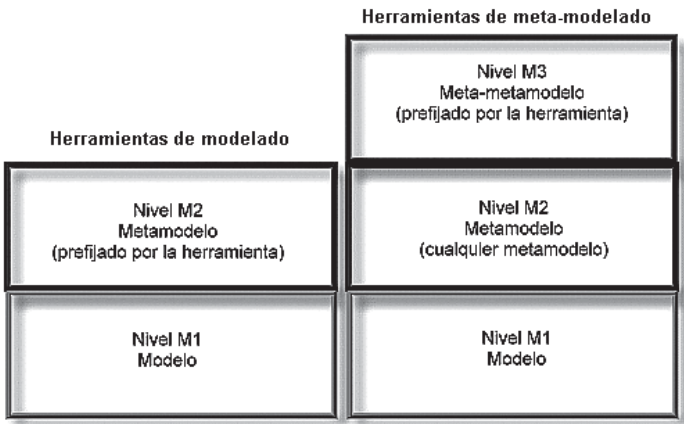 Herramientas de meta-modelado
Nivel M3
Meta-metamodelo
(prefijado por la herramienta)
Herramientas de modelado
Nivel M2
Metamodelo
(prefijado por la herramienta)
Nivel M2
Metamodelo
(cualquler metamodelo)
Nivel M1
Modelo
Nivel M1
Modelo